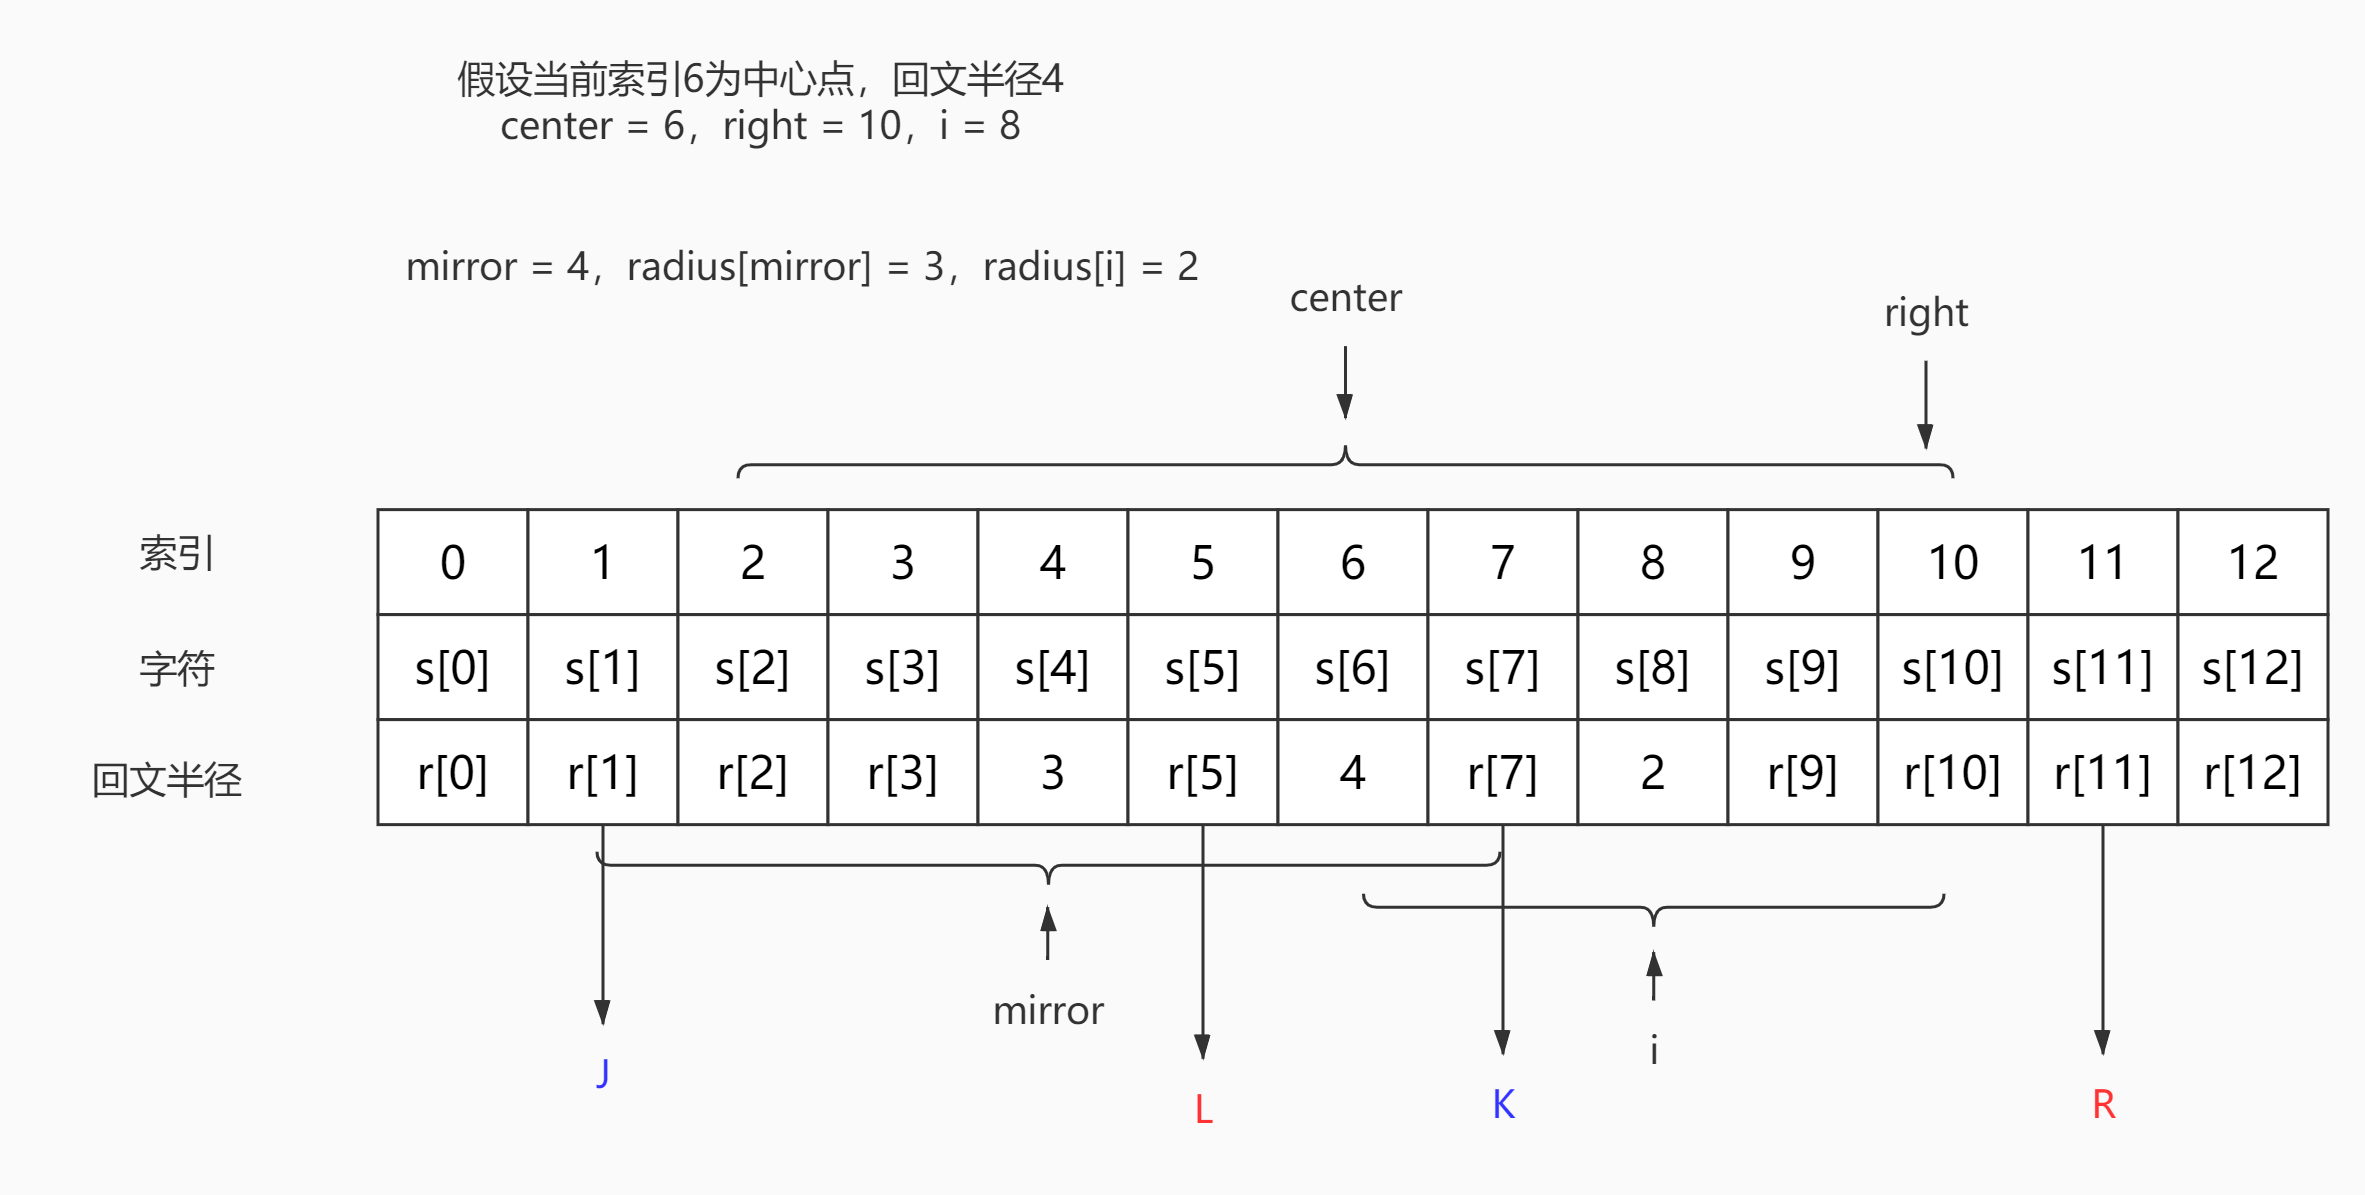 假设当前索引6为中心点，回文半径4
center = 6，right = 10，i = 8
mirror = 4，radius[mirror] = 3，radius[i] = 2
center
right
索引 0 1 2 3 4 5 6 7 8 9 10 11 12
字符 s[0] s[1] s[2] s[3] s[4] s[5] s[6] s[7] s[8] s[9] s[10] s[11] s[12]
回文半径 r[0] r[1] r[2] r[3] 3 r[5] 4 r[7] 2 r[9] r[10] r[11] r[12]
mirror
i
J
L
K
R